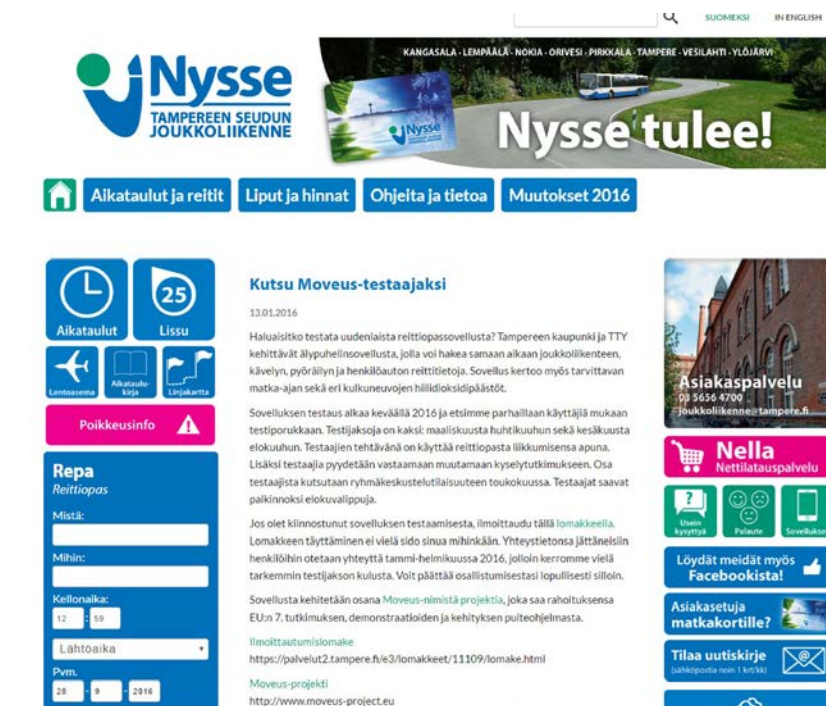 SUOMEKSI IN ENGLISH
KANGASALA - LEMPÄÄLÄ - NOKIA - ORIVESI - PIRKKALA - TAMPERE - VESILAHTI - YLÖJÄRVI
Nysse
TAMPEREEN SEUDUN
JOUKKOLIIKENNE
Nysse
Nysse tulee!
Aikataulut ja reitit
Liput ja hinnat
Ohjeita ja tietoa
Muutokset 2016
Aikataulut
25
Lissu
Lentoasema
Aikataulu-
kirja
Linjakartta
Poikkeusinfo
Repa
Reittiopas
Mistä:
Mihin:
Kellonaika:
12 : 59
Lähtöaika
Pvm.
28 - 9 - 2016
Kutsu Moveus-testaajaksi
13.01.2016
Haluaisitko testata uudenlaista reittiopassovellusta? Tampereen kaupunki ja TTY
kehittävät älypuhelinsovellusta, jolla voi hakea samaan aikaan joukkoliikenteen,
kävelyn, pyöräilyn ja henkilöauton reittitietoja. Sovellus kertoo myös tarvittavan
matka-ajan sekä eri kulkuneuvojen hiilidioksidipäästöt.
Sovelluksen testaus alkaa keväällä 2016 ja etsimme parhaillaan käyttäjiä mukaan
testiporukkaan. Testijaksoja on kaksi: maaliskuusta huhtikuuhun sekä kesäkuusta
elokuuhun. Testaajien tehtävänä on käyttää reittiopasta liikkumisensa apuna.
Lisäksi testaajia pyydetään vastaamaan muutamaan kyselytutkimukseen. Osa
testaajista kutsutaan ryhmäkeskustelutilaisuuteen toukokuussa. Testaajat saavat
palkinnoksi elokuvalippuja.
Jos olet kiinnostunut sovelluksen testaamisesta, ilmoittaudu tällä lomakkeella.
Lomakkeen täyttäminen ei vielä sido sinua mihinkään. Yhteystietonsa jättäneisiin
henkilöihin otetaan yhteyttä tammi-helmikuussa 2016, jolloin kerromme vielä
tarkemmin testijakson kulusta. Voit päättää osallistumisestasi lopullisesti silloin.
Sovellusta kehitetään osana Moveus-nimistä projektia, joka saa rahoituksensa
EU:n 7. tutkimuksen, demonstraatioiden ja kehityksen puiteohjelmasta.
Ilmoittautumislomake
https://palvelut2.tampere.fi/e3/lomakkeet/11109/lomake.html
Moveus-projekti
http://www.moveus-project.eu
Asiakaspalvelu
03 5656 4700
joukkoliikenne@tampere.fi
Nella
Nettilatauspalvelu
?
Usein
kysyttyä
Palaute
Sovellukset
Löydät meidät myös
Facebookista!
Asiakasetuja
matkakortille?
Tilaa uutiskirje
(sähköpostia noin 1 krt/kk)